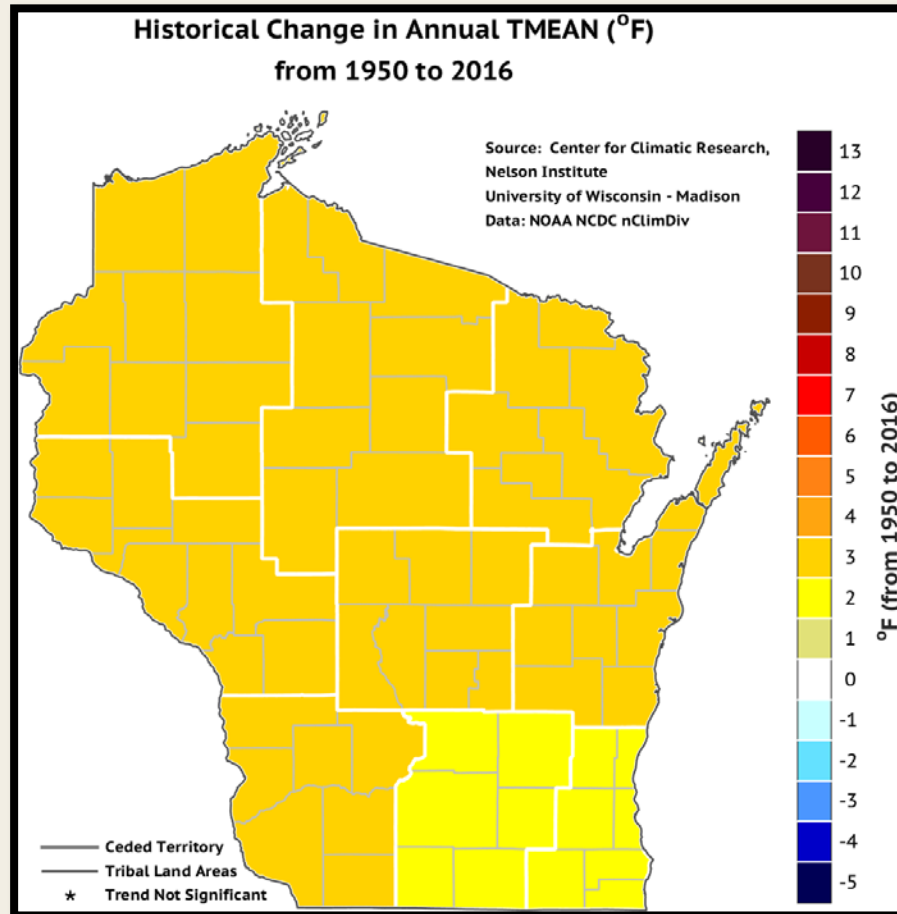 Historical Change in Annual TMEAN (°F)
from 1950 to 2016
Source: Center for Climatic Research,
Nelson Institute
University of Wisconsin - Madison
Data: NOAA NCDC nClimDiv
13
12
11
10
9
8
7
6
5
4
3
2
1
0
-1
-2
-3
-4
-5
°F (from 1950 to 2016)
Ceded Territory
Tribal Land Areas
* Trend Not Significant